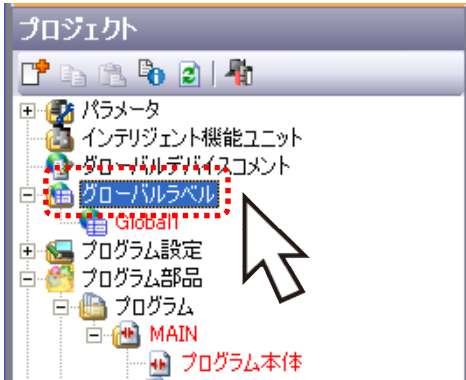 プロジェクト
パラメータ
インテリジェント機能ユニット
グローバルデバイスコメント
グローバルラベル
Global1
プログラム設定
プログラム部品
プログラム
MAIN
プログラム本体